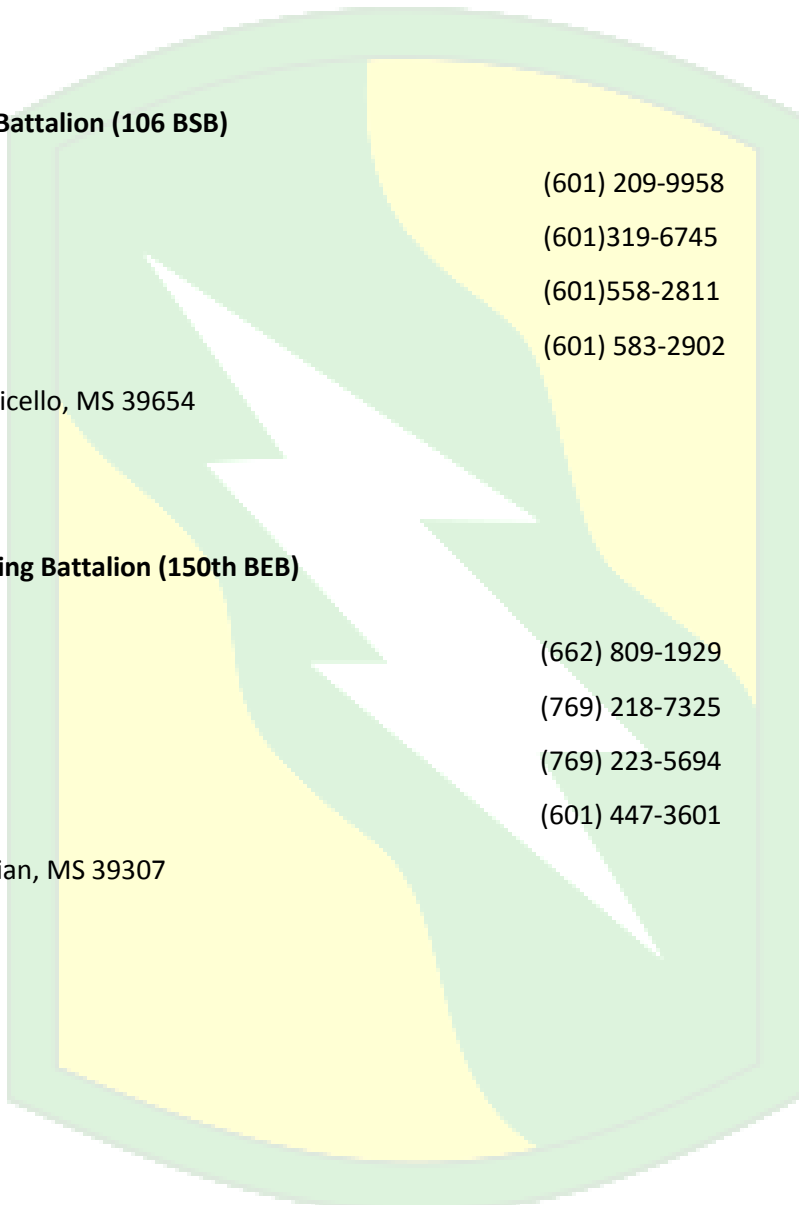 Battalion (106 BSB)
(601) 209-9958
(601)319-6745
(601)558-2811
(601) 583-2902
icello, MS 39654
ing Battalion (150th BEB)
(662) 809-1929
(769) 218-7325
(769) 223-5694
(601) 447-3601
ian, MS 39307